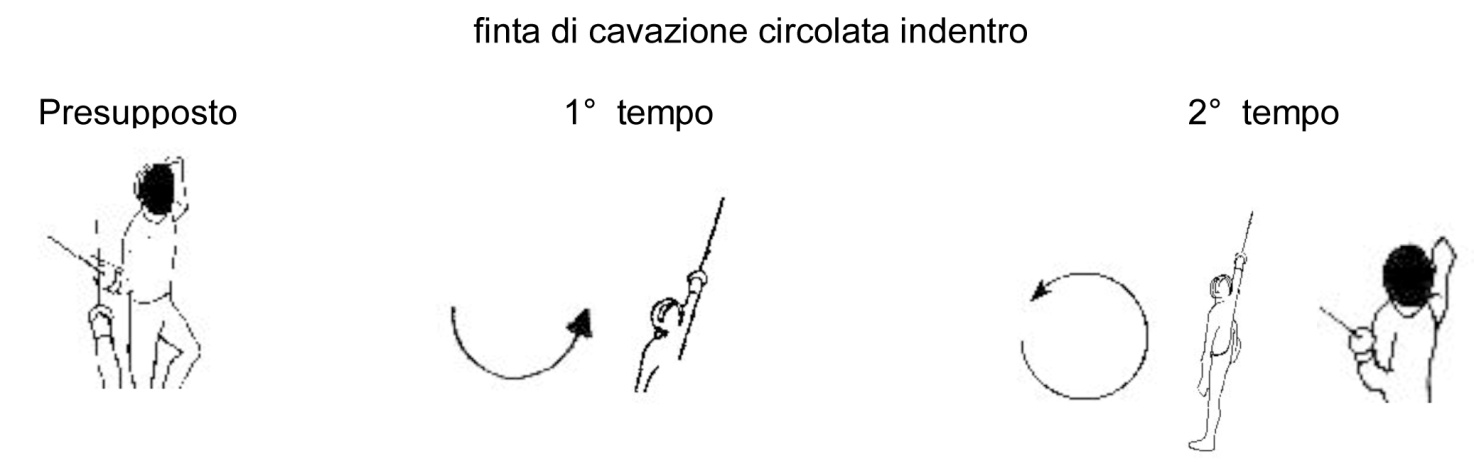 finta di cavazione circolata indentro
Presupposto
1° tempo
2° tempo